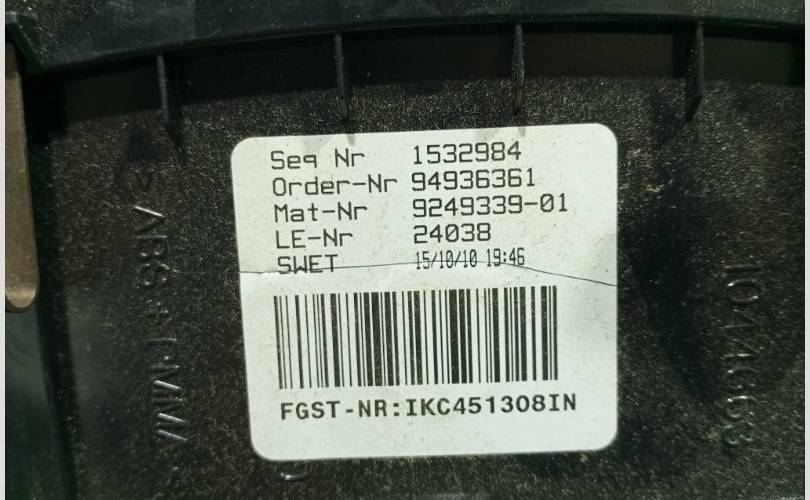 Seq Nr 1532984
Order-Nr 94936361
Mat-Nr 9249339-01
LE-Nr 24038
SWET 15/10/10 19:46
FGST-NR:IKC451308IN
> ABS +